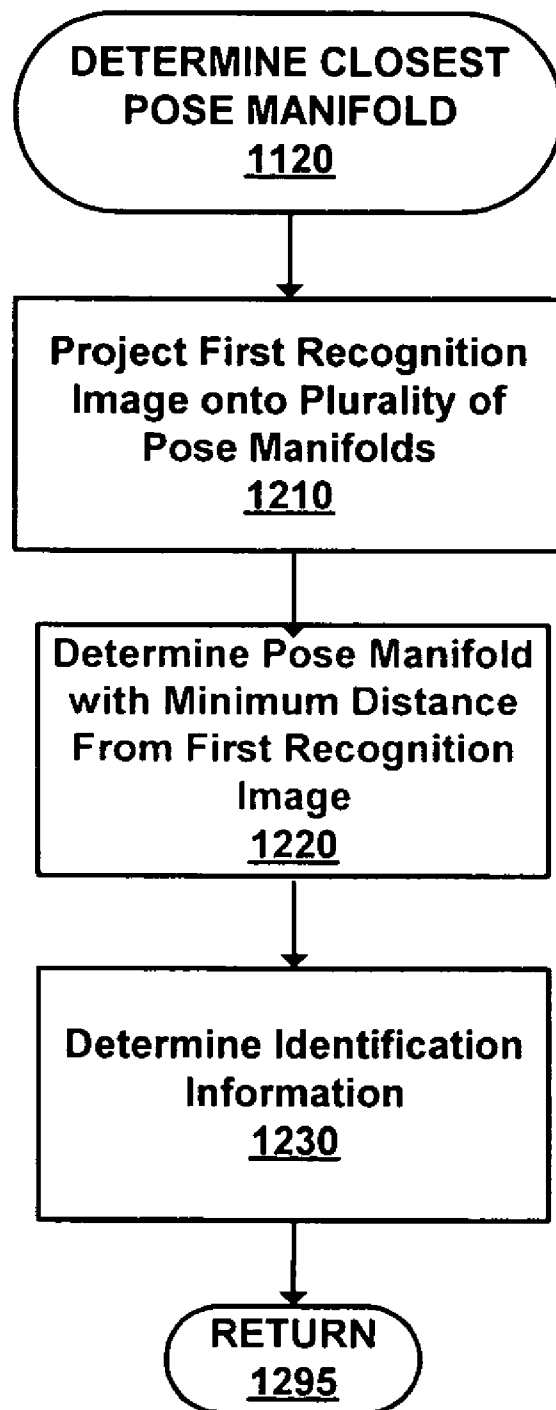 DETERMINE CLOSEST
POSE MANIFOLD
1120
Project First Recognition
Image onto Plurality of
Pose Manifolds
1210
Determine Pose Manifold
with Minimum Distance
From First Recognition
Image
1220
Determine Identification
Information
1230
RETURN
1295